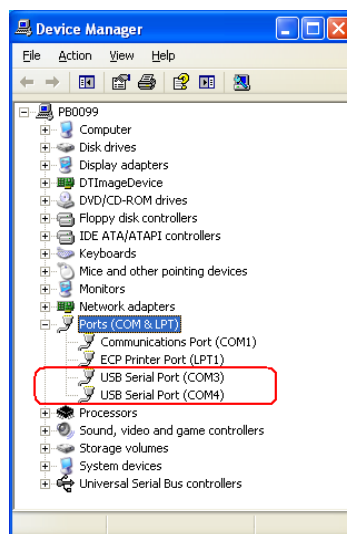 Device Manager
File Action View Help
PB0099
Computer
Disk drives
Display adapters
DTImageDevice
DVD/CD-ROM drives
Floppy disk controllers
IDE ATA/ATAPI controllers
Keyboards
Mice and other pointing devices
Monitors
Network adapters
Ports (COM & LPT)
Communications Port (COM1)
ECP Printer Port (LPT1)
USB Serial Port (COM3)
USB Serial Port (COM4)
Processors
Sound, video and game controllers
Storage volumes
System devices
Universal Serial Bus controllers